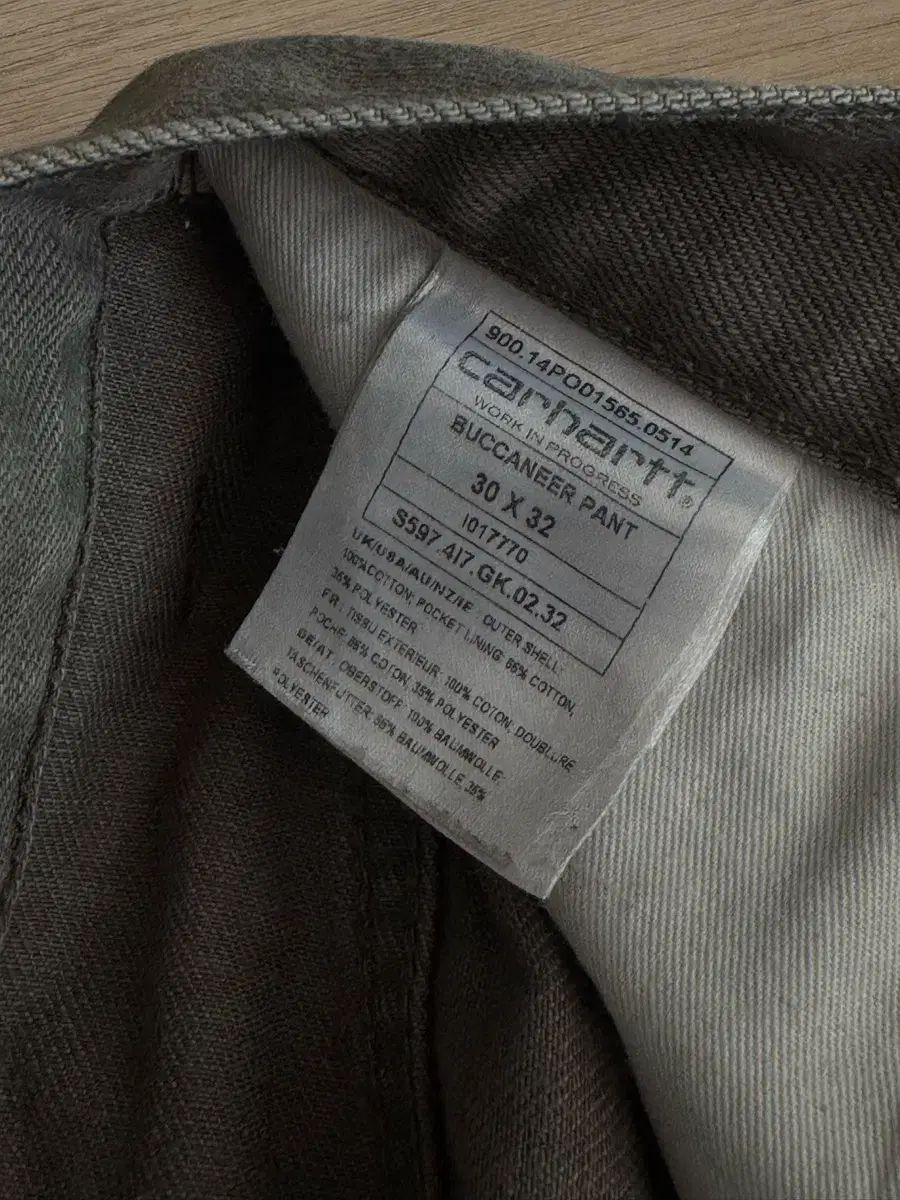 900.14PO01565.0514
carhartt®
WORK IN PROGRESS
BUCCANEER PANT
30 X 32
I017770
S597.4I7.GK.02.32
UK/USA/AU/NZ/IE OUTER SHELL:
100%COTTON; POCKET LINING: 65% COTTON,
35% POLYESTER
FR: TISSU EXTERIEUR: 100% COTON; DOUBLURE
POCHE: 65% COTON, 35% POLYESTER
DE/AT: OBERSTOFF: 100% BAUMWOLLE;
TASCHENFUTTER: 65% BAUMWOLLE, 35%
POLYESTER